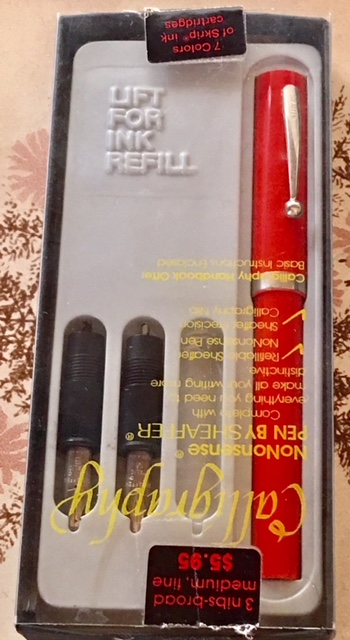 LIFT
FOR
INK
REFILL
3 nibs-broad
medium, fine
$5.95
Calligraphy
NoNonsense®
PEN BY SHEAFFER®
Complete with
everything you need to
make all your writing more
distinctive.
✓ Refillable Sheaffer
NoNonsense Pen
✓ Sheaffer Precision
Calligraphy Nib
Calligraphy Handbook Offer
Basic Instructions Included
7 Colors
of Skrip® ink
cartridges